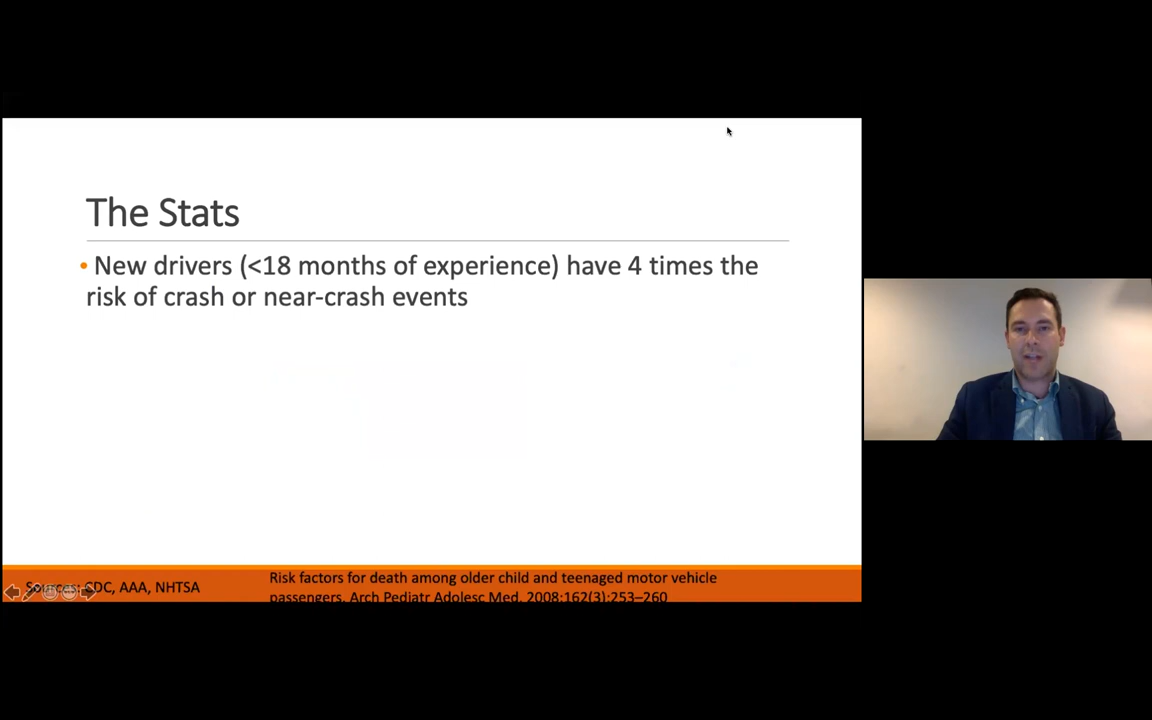 The Stats
• New drivers (<18 months of experience) have 4 times the
risk of crash or near-crash events
Sources: CDC, AAA, NHTSA
Risk factors for death among older child and teenaged motor vehicle
passengers. Arch Pediatr Adolesc Med. 2008;162(3):253–260